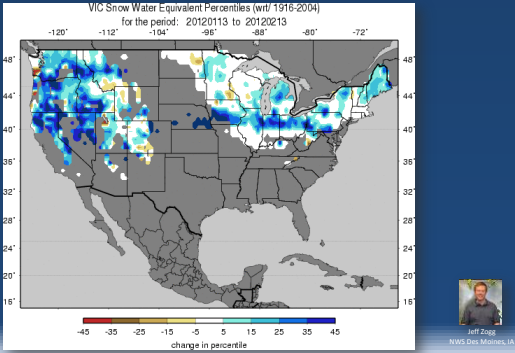 VIC Snow Water Equivalent Percentiles (wrt/ 1916-2004)
for the period: 20120113 to 20120213
-120° -110° -104° -96° -88° -80° -72°
48° 48°
44° 44°
40° 40°
36° 36°
32° 32°
28° 28°
24° 24°
20° 20°
16° 16°
-45 -35 -25 -15 -5 5 15 25 35 45
change in percentile
Jeff Zogg
NWS Des Moines, IA